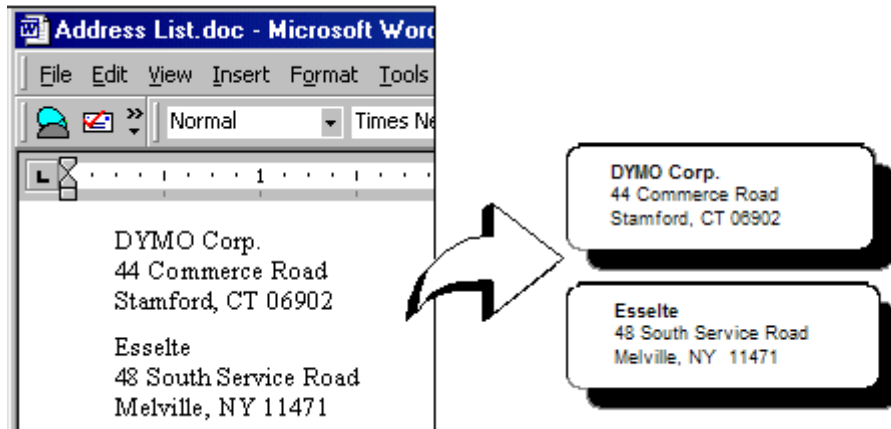 Address List.doc - Microsoft Word
File Edit View Insert Format Tools
Normal Times Ne
1
DYMO Corp.
44 Commerce Road
Stamford, CT 06902
Esselte
48 South Service Road
Melville, NY 11471
DYMO Corp.
44 Commerce Road
Stamford, CT 06902
Esselte
48 South Service Road
Melville, NY 11471